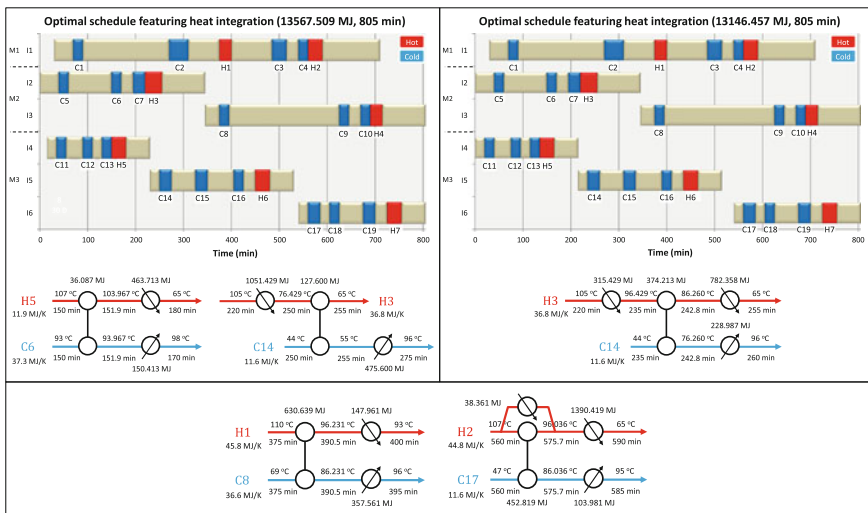 Optimal schedule featuring heat integration (13567.509 MJ, 805 min)
M1 I1
Hot
Cold
C1 C2 H1 C3 C4 H2
I2
C5 C6 C7 H3
M2
I3
C8 C9 C10 H4
I4
C11 C12 C13 H5
M3 I5
C14 C15 C16 H6
I6
C17 C18 C19 H7
0 100 200 300 400 500 600 700 800
Time (min)
36.087 MJ 463.713 MJ
H5 107 °C 103.967 °C 65 °C
11.9 MJ/K 150 min 151.9 min 180 min
C6 93 °C 93.967 °C 98 °C
37.3 MJ/K 150 min 151.9 min 170 min
150.413 MJ
1051.429 MJ 127.600 MJ
105 °C 76.429 °C 65 °C H3
220 min 250 min 255 min 36.8 MJ/K
C14 44 °C 55 °C 96 °C
11.6 MJ/K 250 min 255 min 275 min
475.600 MJ
Optimal schedule featuring heat integration (13146.457 MJ, 805 min)
M1 I1
Hot
Cold
C1 C2 H1 C3 C4 H2
I2
C5 C6 C7 H3
M2
I3
C8 C9 C10 H4
I4
C11 C12 C13 H5
M3 I5
C14 C15 C16 H6
I6
C17 C18 C19 H7
0 100 200 300 400 500 600 700 800
Time (min)
315.429 MJ 374.213 MJ 782.358 MJ
H3 105 °C 96.429 °C 86.260 °C 65 °C
36.8 MJ/K 220 min 235 min 242.8 min 255 min
228.987 MJ
C14 44 °C 76.260 °C 96 °C
11.6 MJ/K 235 min 242.8 min 260 min
630.639 MJ 147.961 MJ
H1 110 °C 96.231 °C 93 °C
45.8 MJ/K 375 min 390.5 min 400 min
C8 69 °C 86.231 °C 96 °C
36.6 MJ/K 375 min 390.5 min 395 min
357.561 MJ
38.361 MJ 1390.419 MJ
H2 107 °C 96.036 °C 65 °C
44.8 MJ/K 560 min 575.7 min 590 min
C17 47 °C 86.036 °C 95 °C
11.6 MJ/K 560 min 575.7 min 585 min
452.819 MJ 103.981 MJ